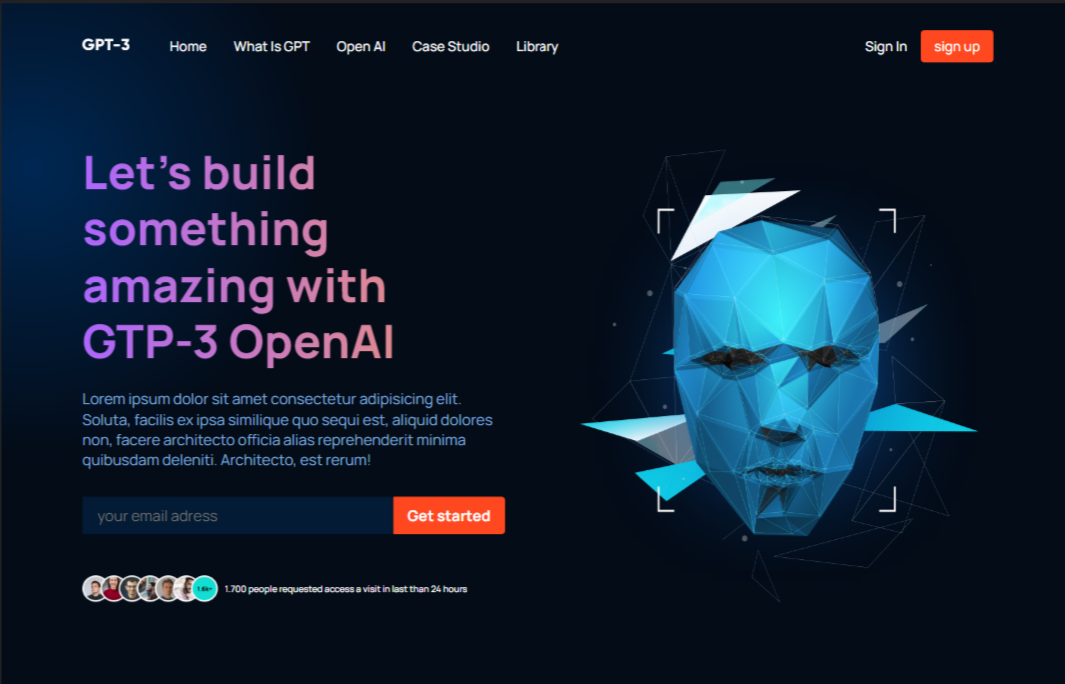 GPT-3 Home What Is GPT Open AI Case Studio Library Sign In sign up
Let's build
something
amazing with
GTP-3 OpenAI
Lorem ipsum dolor sit amet consectetur adipisicing elit.
Soluta, facilis ex ipsa similique quo sequi est, aliquid dolores
non, facere architecto officia alias reprehenderit minima
quibusdam deleniti. Architecto, est rerum!
your email adress Get started
1.700 people requested access a visit in last than 24 hours